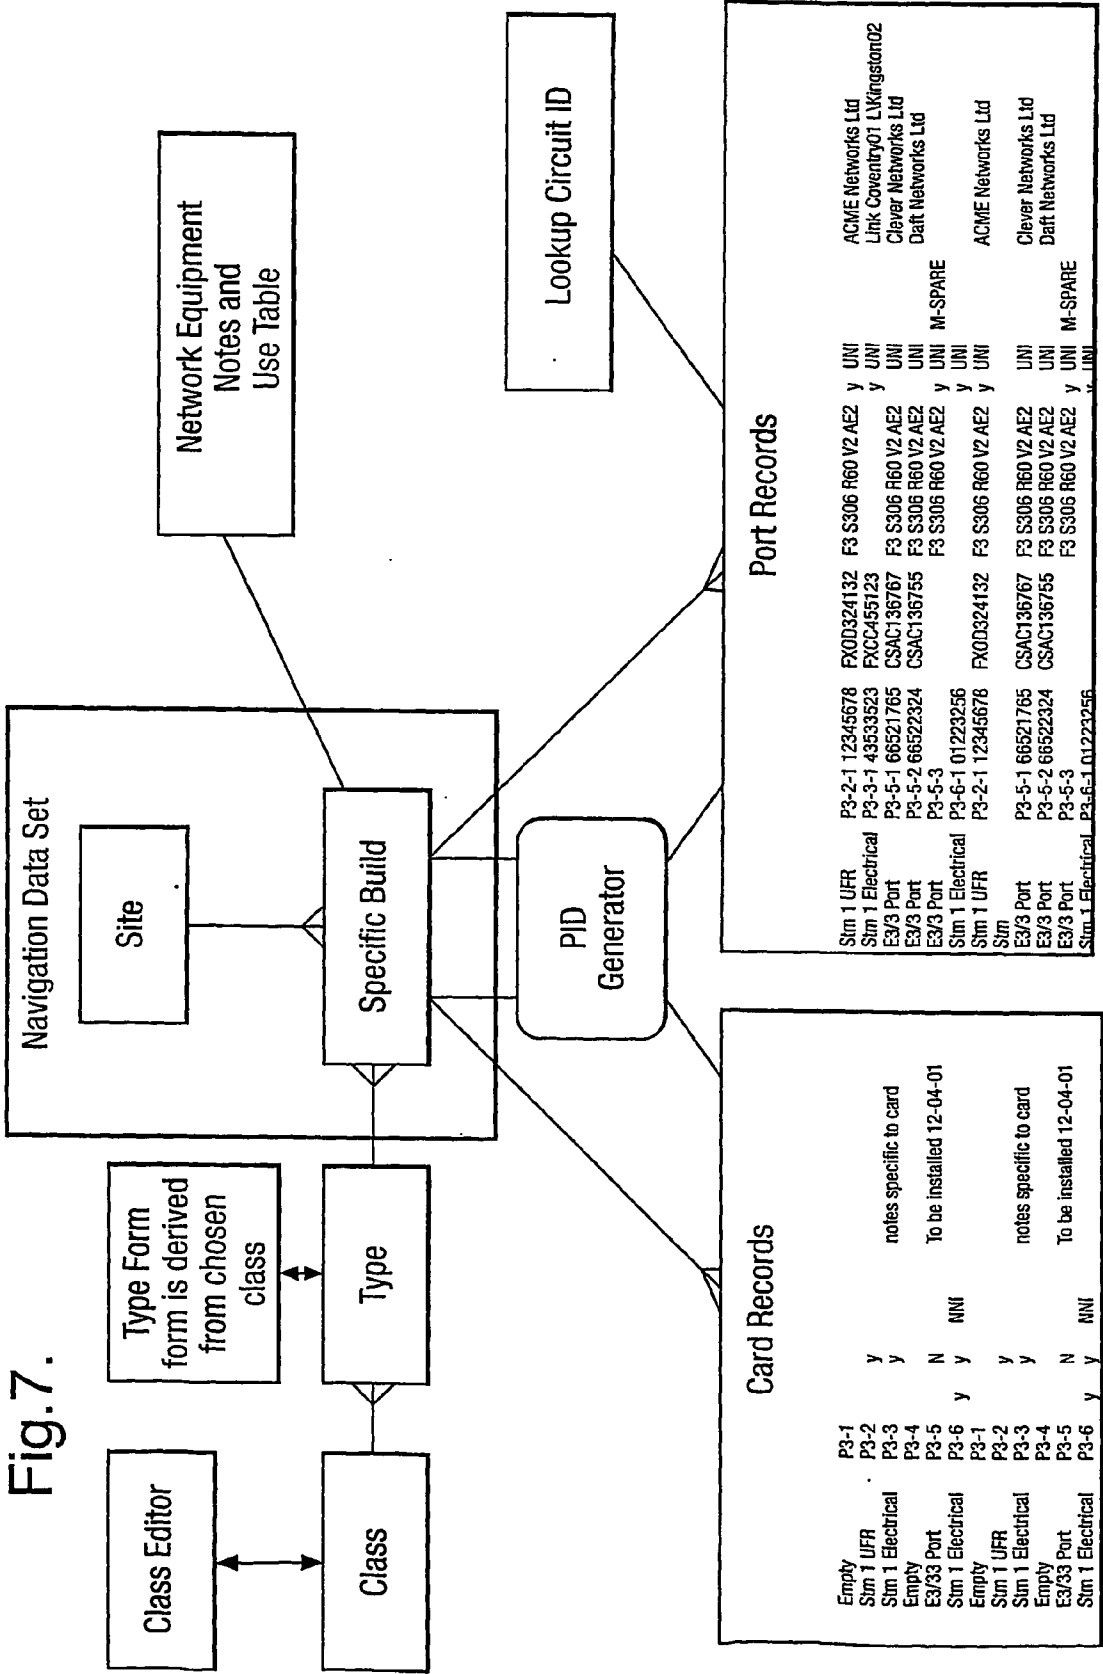 Fig.7.
Class Editor
Class
Type Form
form is derived
from chosen
class
Type
Navigation Data Set
Site
Specific Build
Network Equipment
Notes and
Use Table
PID
Generator
Lookup Circuit ID
Card Records
Empty P3-1
Stm 1 UFR P3-2 y
Stm 1 Electrical P3-3 y notes specific to card
Empty P3-4
E3/33 Port P3-5 N To be installed 12-04-01
Stm 1 Electrical P3-6 y y NNI
Empty P3-1
Stm 1 UFR P3-2 y
Stm 1 Electrical P3-3 y notes specific to card
Empty P3-4
E3/33 Port P3-5 N To be installed 12-04-01
Stm 1 Electrical P3-6 y y NNI
Port Records
Stm 1 UFR P3-2-1 12345678 FXOD324132 F3 S306 R60 V2 AE2 y UNI ACME Networks Ltd
Stm 1 Electrical P3-3-1 43533523 FXCC455123 y UNI Link Coventry01 L\Kingston02
E3/3 Port P3-5-1 66521765 CSAC136767 F3 S306 R60 V2 AE2 UNI Clever Networks Ltd
E3/3 Port P3-5-2 66522324 CSAC136755 F3 S306 R60 V2 AE2 UNI Daft Networks Ltd
E3/3 Port P3-5-3 F3 S306 R60 V2 AE2 y UNI M-SPARE
Stm 1 Electrical P3-6-1 01223256 y UNI
Stm 1 UFR P3-2-1 12345678 FXOD324132 F3 S306 R60 V2 AE2 y UNI ACME Networks Ltd
Stm
E3/3 Port P3-5-1 66521765 CSAC136767 F3 S306 R60 V2 AE2 UNI Clever Networks Ltd
E3/3 Port P3-5-2 66522324 CSAC136755 F3 S306 R60 V2 AE2 UNI Daft Networks Ltd
E3/3 Port P3-5-3 F3 S306 R60 V2 AE2 y UNI M-SPARE
Stm 1 Electrical P3-6-1 01223256 y UNI